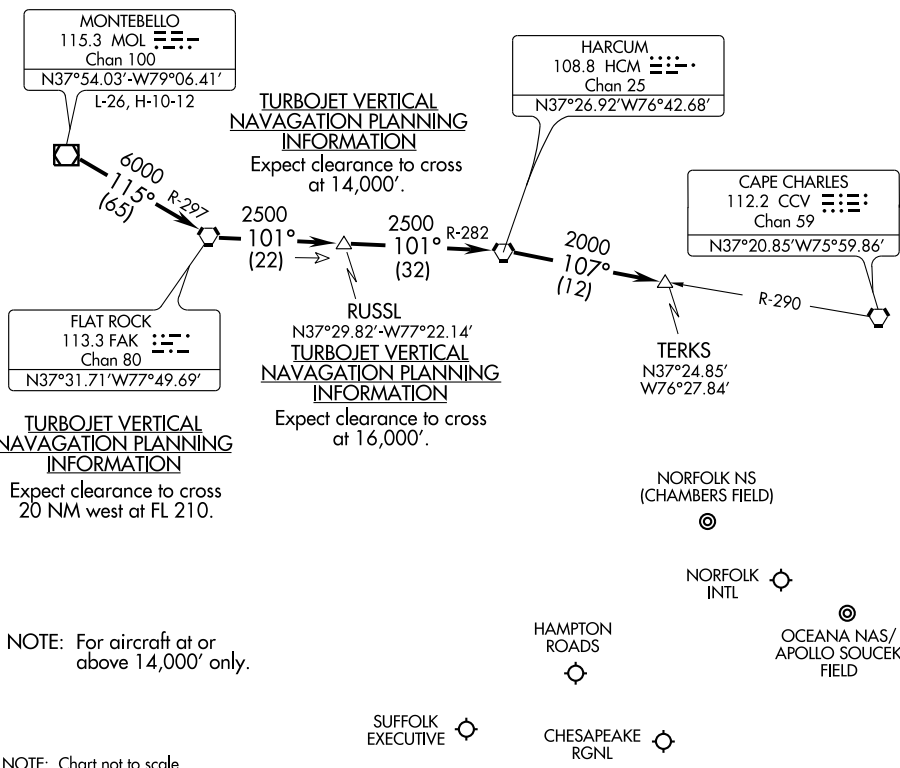 MONTEBELLO
115.3 MOL
Chan 100
N37°54.03′-W79°06.41′
L-26, H-10-12
TURBOJET VERTICAL
NAVAGATION PLANNING
INFORMATION
Expect clearance to cross
at 14,000′.
HARCUM
108.8 HCM
Chan 25
N37°26.92′W76°42.68′
CAPE CHARLES
112.2 CCV
Chan 59
N37°20.85′W75°59.86′
6000
115°
(65)
R-297
2500
101°
(22)
2500
101°
(32)
R-282
2000
107°
(12)
R-290
FLAT ROCK
113.3 FAK
Chan 80
N37°31.71′W77°49.69′
RUSSL
N37°29.82′-W77°22.14′
TURBOJET VERTICAL
NAVAGATION PLANNING
INFORMATION
Expect clearance to cross
at 16,000′.
TERKS
N37°24.85′
W76°27.84′
TURBOJET VERTICAL
NAVAGATION PLANNING
INFORMATION
Expect clearance to cross
20 NM west at FL 210.
NORFOLK NS
(CHAMBERS FIELD)
NORFOLK
INTL
OCEANA NAS/
APOLLO SOUCEK
FIELD
HAMPTON
ROADS
NOTE: For aircraft at or
above 14,000′ only.
SUFFOLK
EXECUTIVE
CHESAPEAKE
RGNL
NOTE: Chart not to scale